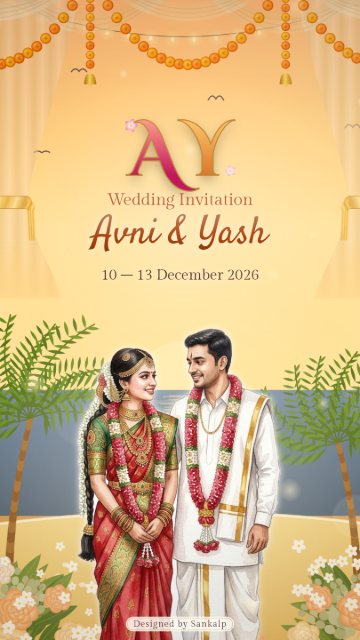 AY
Wedding Invitation
Avni & Yash
10 — 13 December 2026
Designed by Sankalp